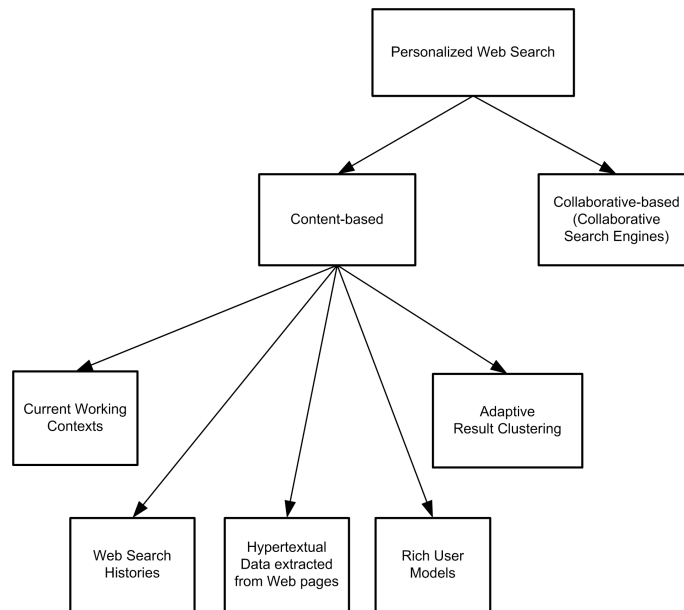 Personalized Web Search
Content-based
Collaborative-based
(Collaborative
Search Engines)
Current Working
Contexts
Adaptive
Result Clustering
Web Search
Histories
Hypertextual
Data extracted
from Web pages
Rich User
Models